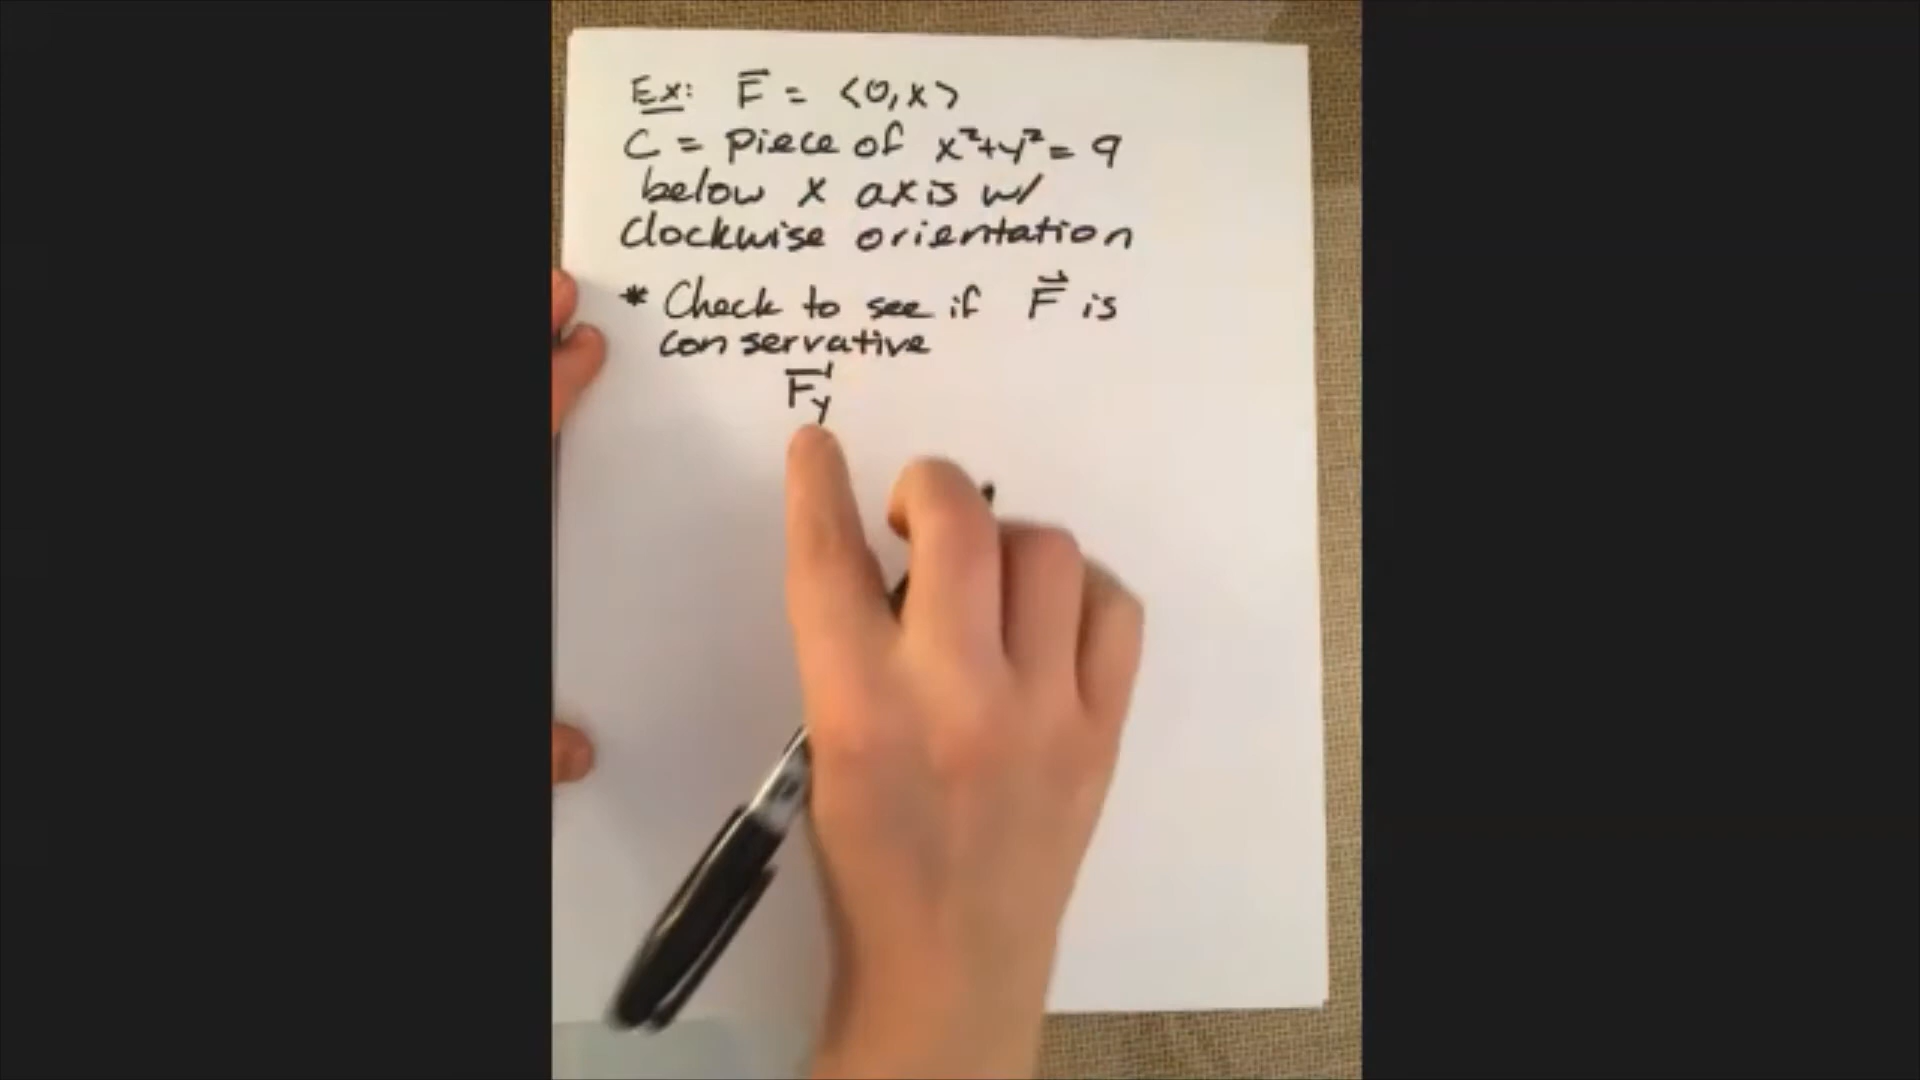 Ex: F⃗ = <0,x>
C = piece of x²+y² = 9
below x axis w/
clockwise orientation
* Check to see if F⃗ is
conservative
F⃗y